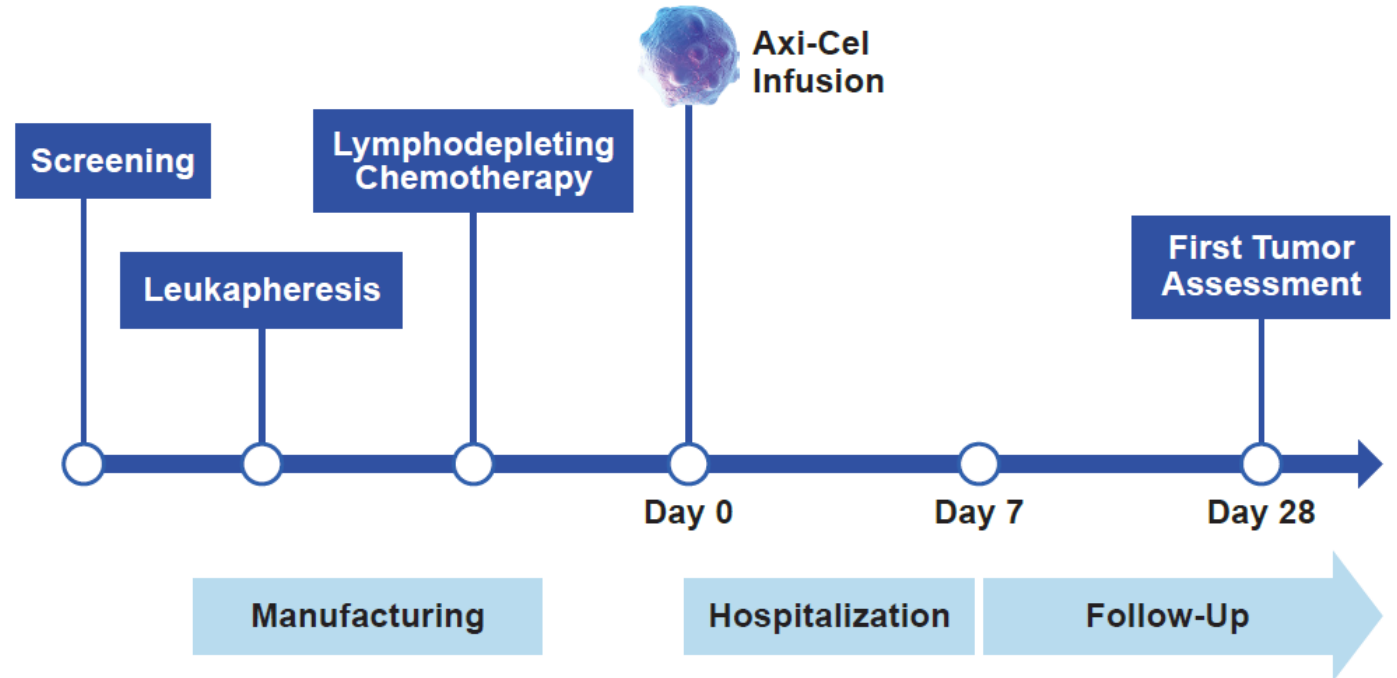 Axi-Cel
Infusion
Screening
Lymphodepleting
Chemotherapy
Leukapheresis
First Tumor
Assessment
Day 0
Day 7
Day 28
Manufacturing
Hospitalization
Follow-Up